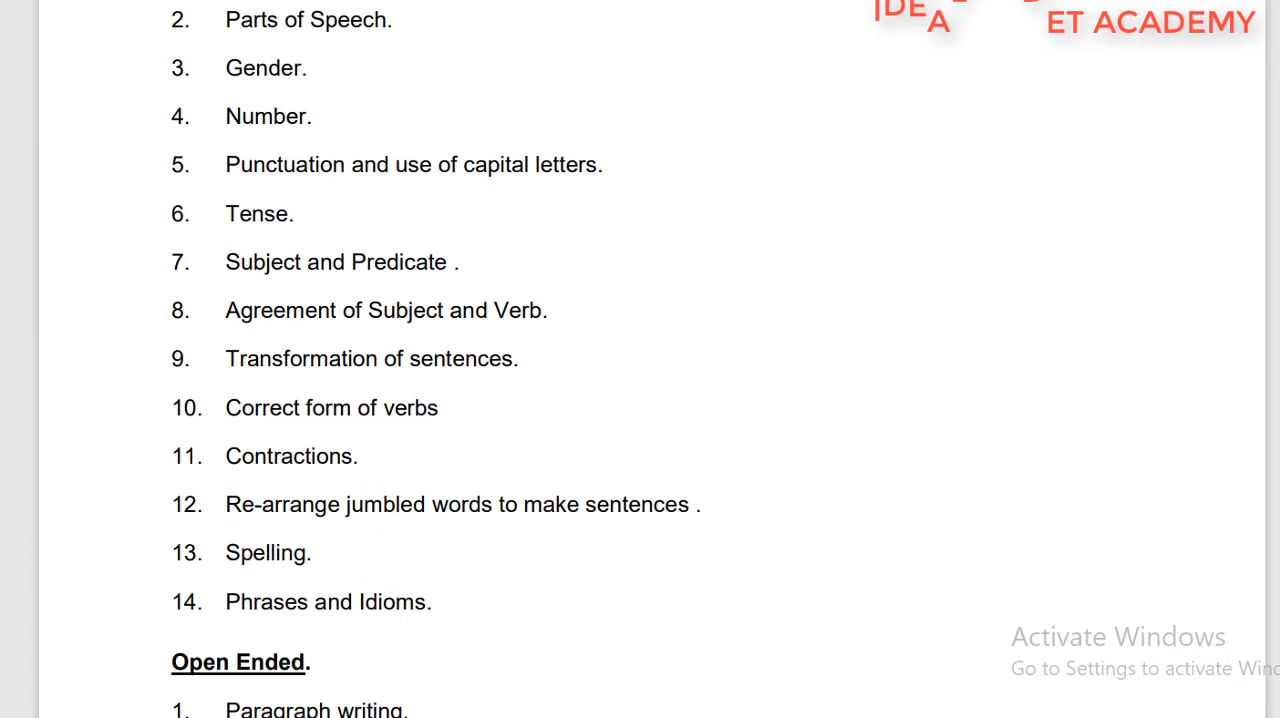 2. Parts of Speech.
IDE
A
ET ACADEMY
3. Gender.
4. Number.
5. Punctuation and use of capital letters.
6. Tense.
7. Subject and Predicate .
8. Agreement of Subject and Verb.
9. Transformation of sentences.
10. Correct form of verbs
11. Contractions.
12. Re-arrange jumbled words to make sentences .
13. Spelling.
14. Phrases and Idioms.
Activate Windows
Go to Settings to activate Wind
Open Ended.
1. Paragraph writing.